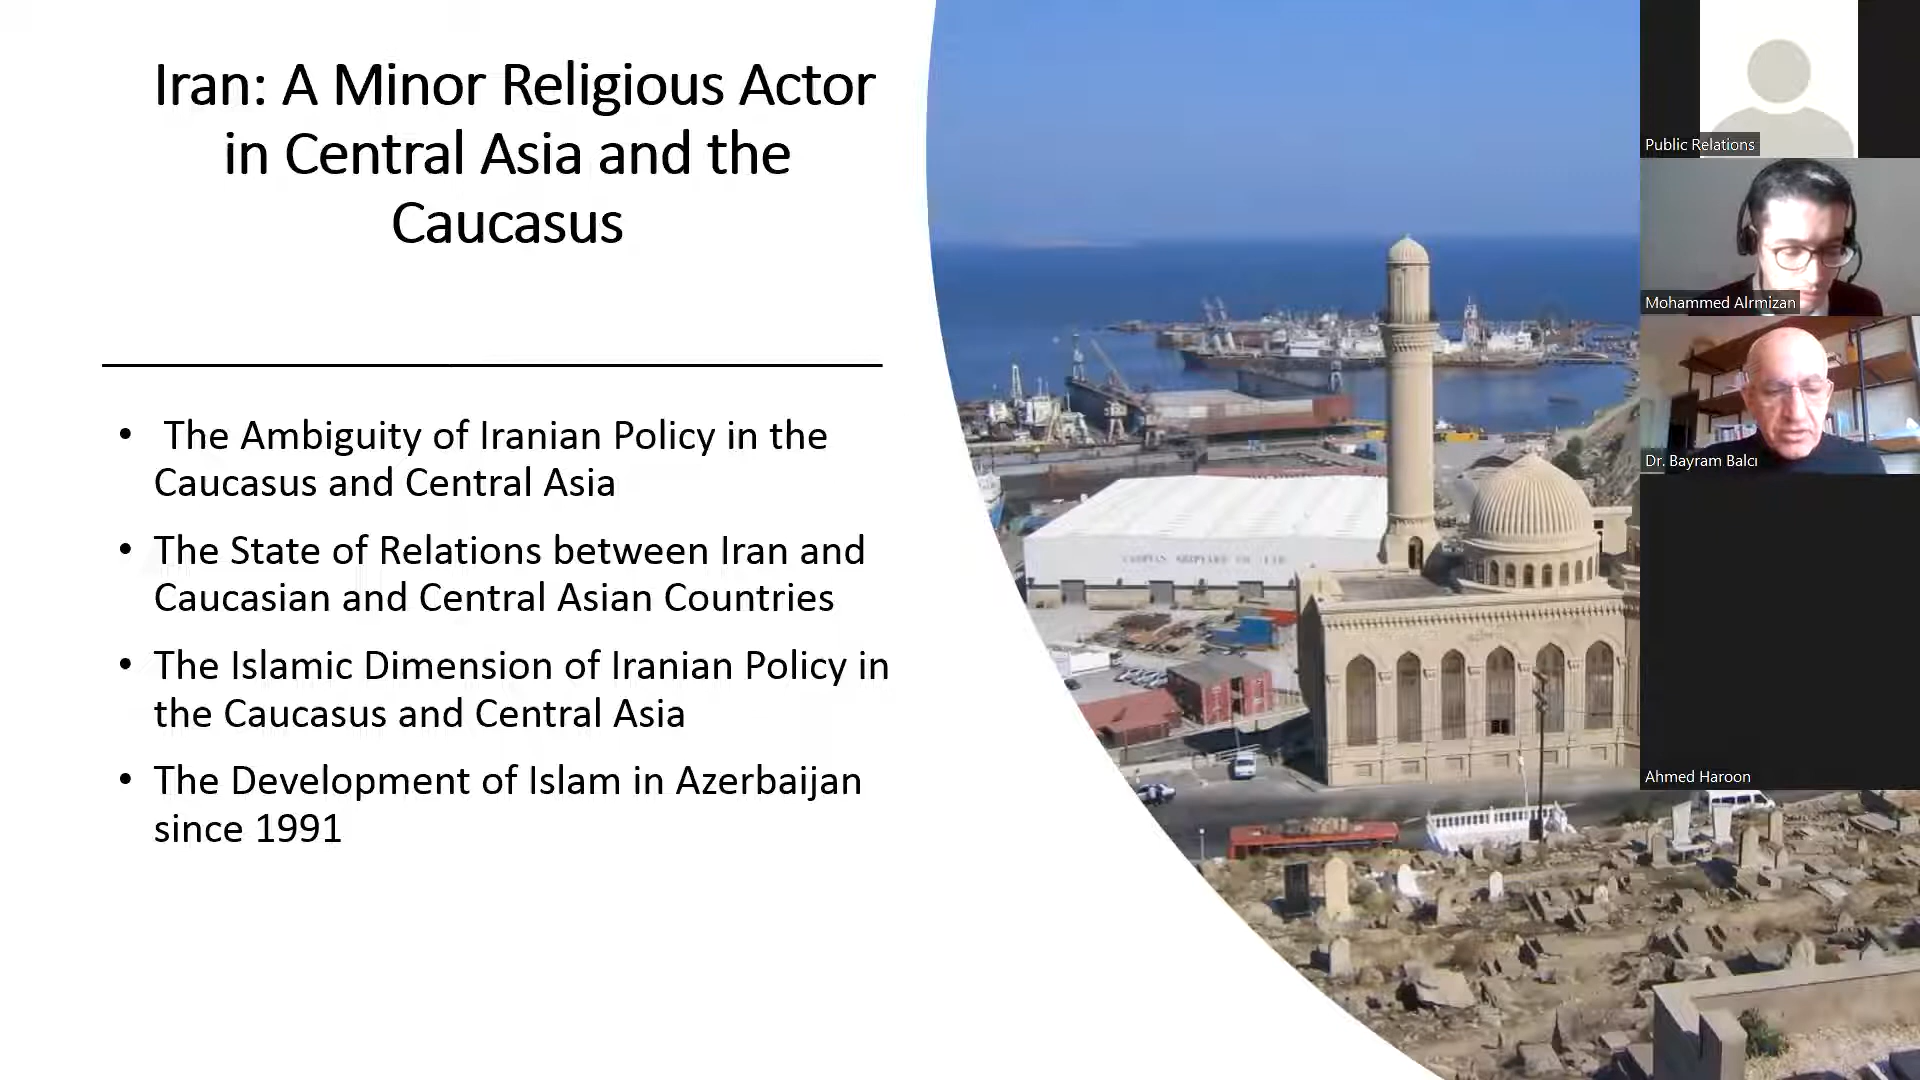 Iran: A Minor Religious Actor
in Central Asia and the
Caucasus
• The Ambiguity of Iranian Policy in the
Caucasus and Central Asia
• The State of Relations between Iran and
Caucasian and Central Asian Countries
• The Islamic Dimension of Iranian Policy in
the Caucasus and Central Asia
• The Development of Islam in Azerbaijan
since 1991
Public Relations
Mohammed Alrmizan
Dr. Bayram Balcı
Ahmed Haroon